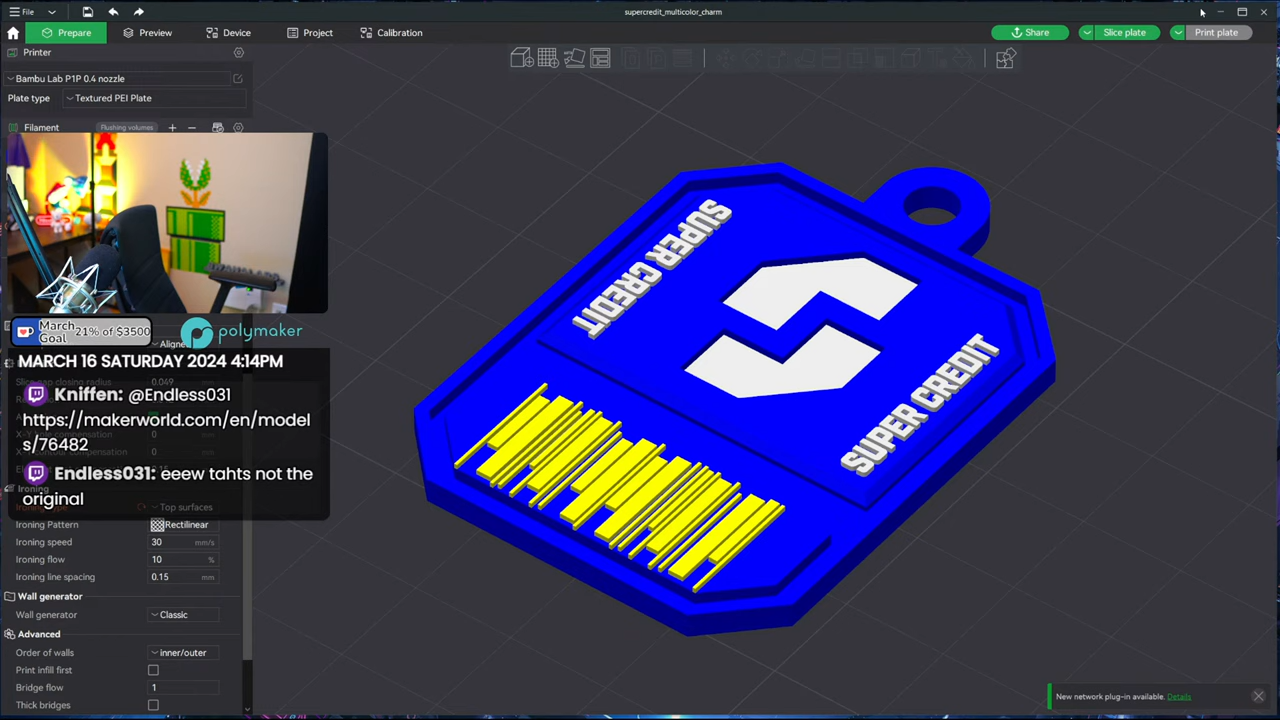 File
supercredit_multicolor_charm
Prepare
Preview
Device
Project
Calibration
Share
Slice plate
Print plate
Printer
Bambu Lab P1P 0.4 nozzle
Plate type
Textured PEI Plate
Filament
Flushing volumes
March
Goal
21% of $3500
polymaker
MARCH 16 SATURDAY 2024 4:14PM
Kniffen: @Endless031
https://makerworld.com/en/model
s/76482
Endless031: eeew tahts not the
original
Top surfaces
Ironing Pattern
Rectilinear
Ironing speed
30
mm/s
Ironing flow
10
%
Ironing line spacing
0.15
mm
Wall generator
Wall generator
Classic
Advanced
Order of walls
inner/outer
Print infill first
Bridge flow
1
Thick bridges
SUPER CREDIT
SUPER CREDIT
New network plug-in available. Details